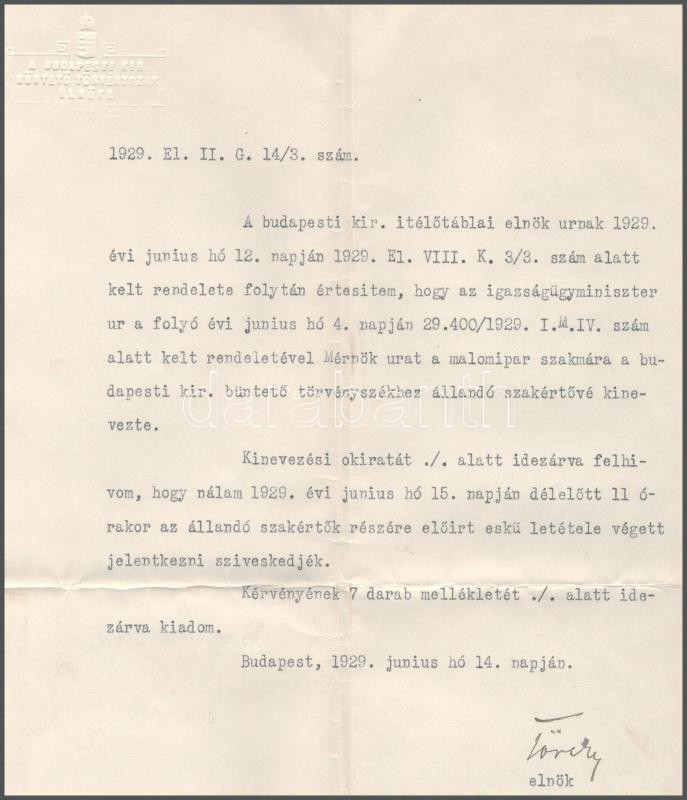 A BUDAPESTI KIR.
BÜNTETŐ TÖRVÉNYSZÉK
ELNÖKE
1929. El. II. G. 14/3. szám.
A budapesti kir. itélőtáblai elnök urnak 1929.
évi junius hó 12. napján 1929. El. VIII. K. 3/3. szám alatt
kelt rendelete folytán értesitem, hogy az igazságügyminiszter
ur a folyó évi junius hó 4. napján 29.400/1929. I.M.IV. szám
alatt kelt rendeletével Mérnök urat a malomipar szakmára a bu-
dapesti kir. büntető törvényszékhez állandó szakértővé kine-
vezte.
Kinevezési okiratát ./. alatt idezárva felhi-
vom, hogy nálam 1929. évi junius hó 15. napján délelőtt 11 ó-
rakor az állandó szakértők részére előirt eskü letétele végett
jelentkezni sziveskedjék.
Kérvényének 7 darab mellékletét ./. alatt ide-
zárva kiadom.
Budapest, 1929. junius hó 14. napján.
elnök
darabanth